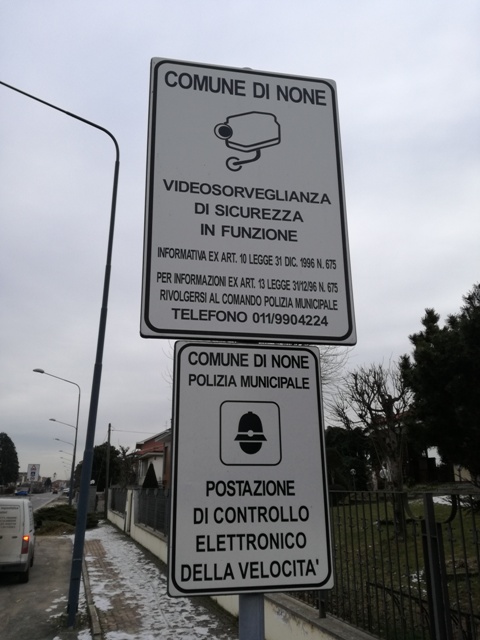 COMUNE DI NONE
VIDEOSORVEGLIANZA
DI SICUREZZA
IN FUNZIONE
INFORMATIVA EX ART. 10 LEGGE 31 DIC. 1996 N. 675
PER INFORMAZIONI EX ART. 13 LEGGE 31/12/96 N. 675
RIVOLGERSI AL COMANDO POLIZIA MUNICIPALE
TELEFONO 011/9904224
COMUNE DI NONE
POLIZIA MUNICIPALE
POSTAZIONE
DI CONTROLLO
ELETTRONICO
DELLA VELOCITA'